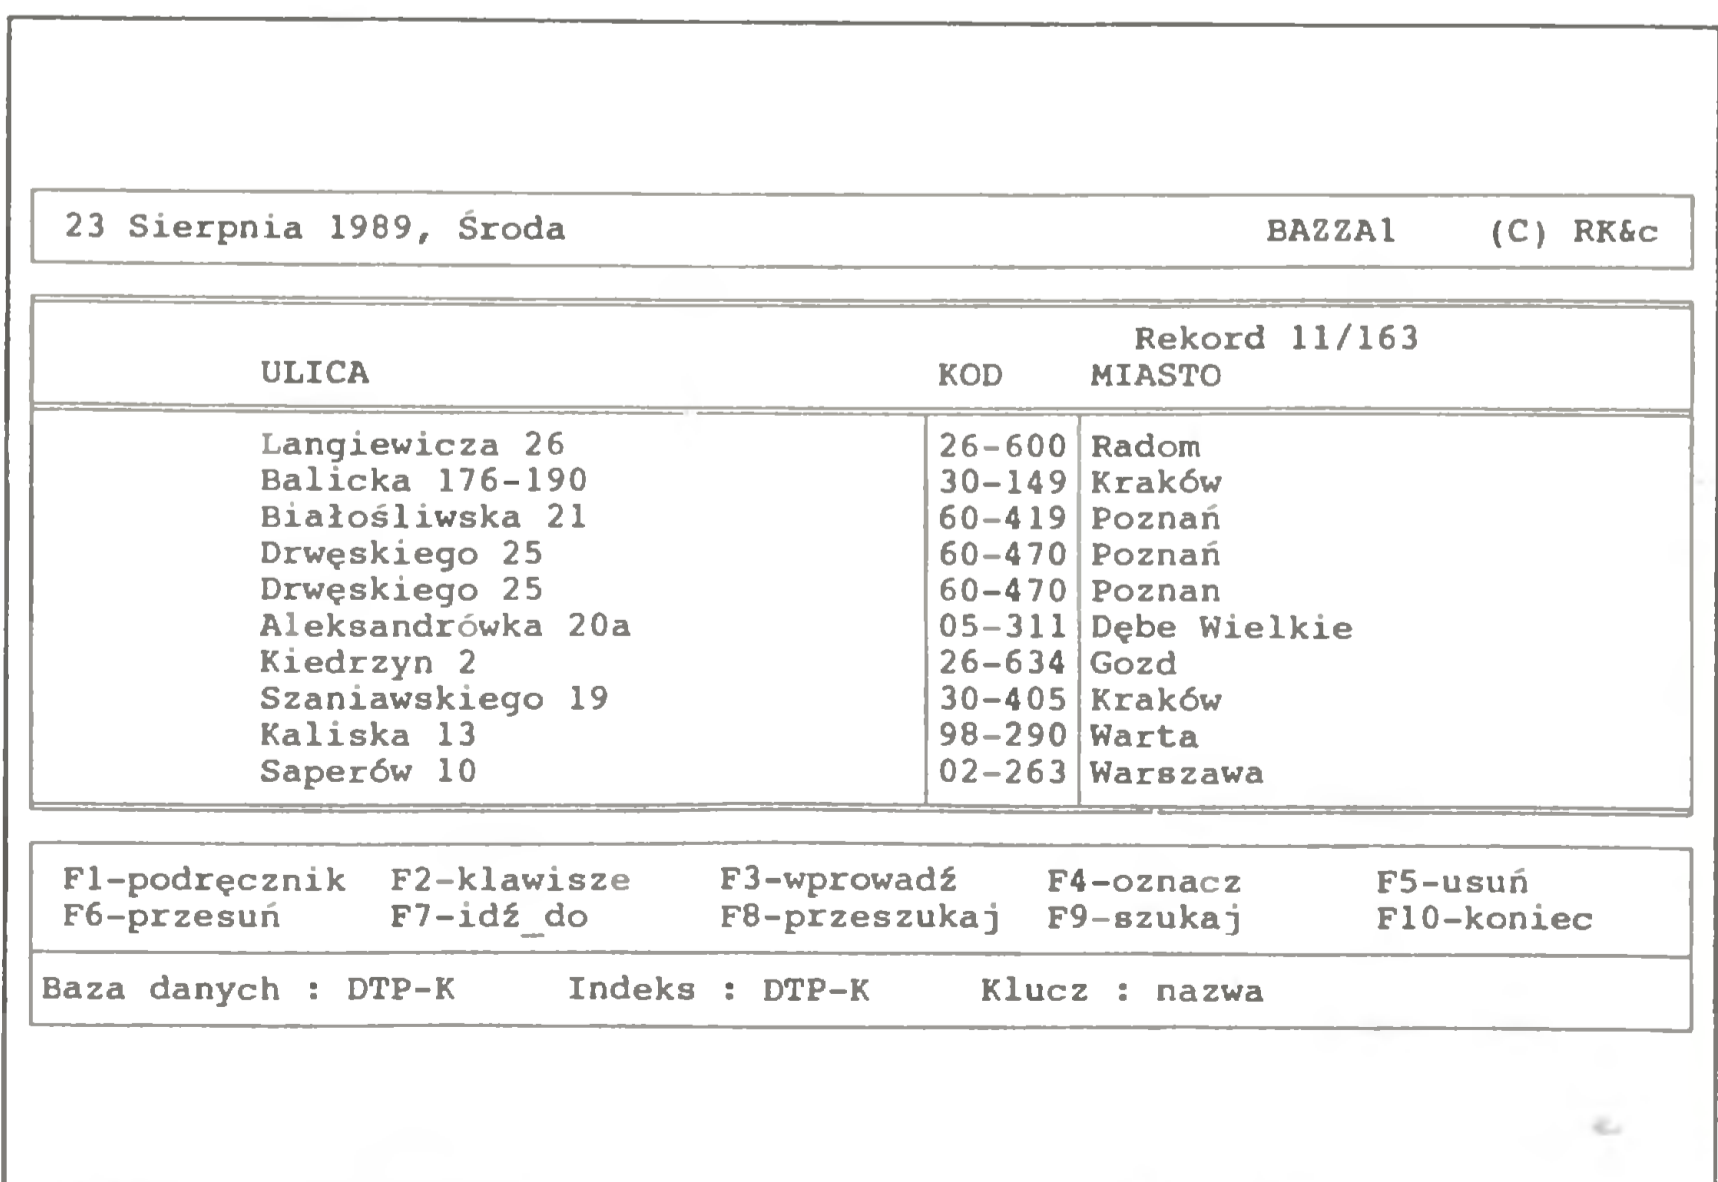 23 Sierpnia 1989, Środa BAZZA1 (C) RK&c
Rekord 11/163
ULICA KOD MIASTO
Langiewicza 26 26-600 Radom
Balicka 176-190 30-149 Kraków
Białośliwska 21 60-419 Poznań
Drwęskiego 25 60-470 Poznań
Drwęskiego 25 60-470 Poznan
Aleksandrówka 20a 05-311 Dębe Wielkie
Kiedrzyn 2 26-634 Gozd
Szaniawskiego 19 30-405 Kraków
Kaliska 13 98-290 Warta
Saperów 10 02-263 Warszawa
F1-podręcznik F2-klawisze F3-wprowadź F4-oznacz F5-usuń
F6-przesuń F7-idź_do F8-przeszukaj F9-szukaj F10-koniec
Baza danych : DTP-K Indeks : DTP-K Klucz : nazwa